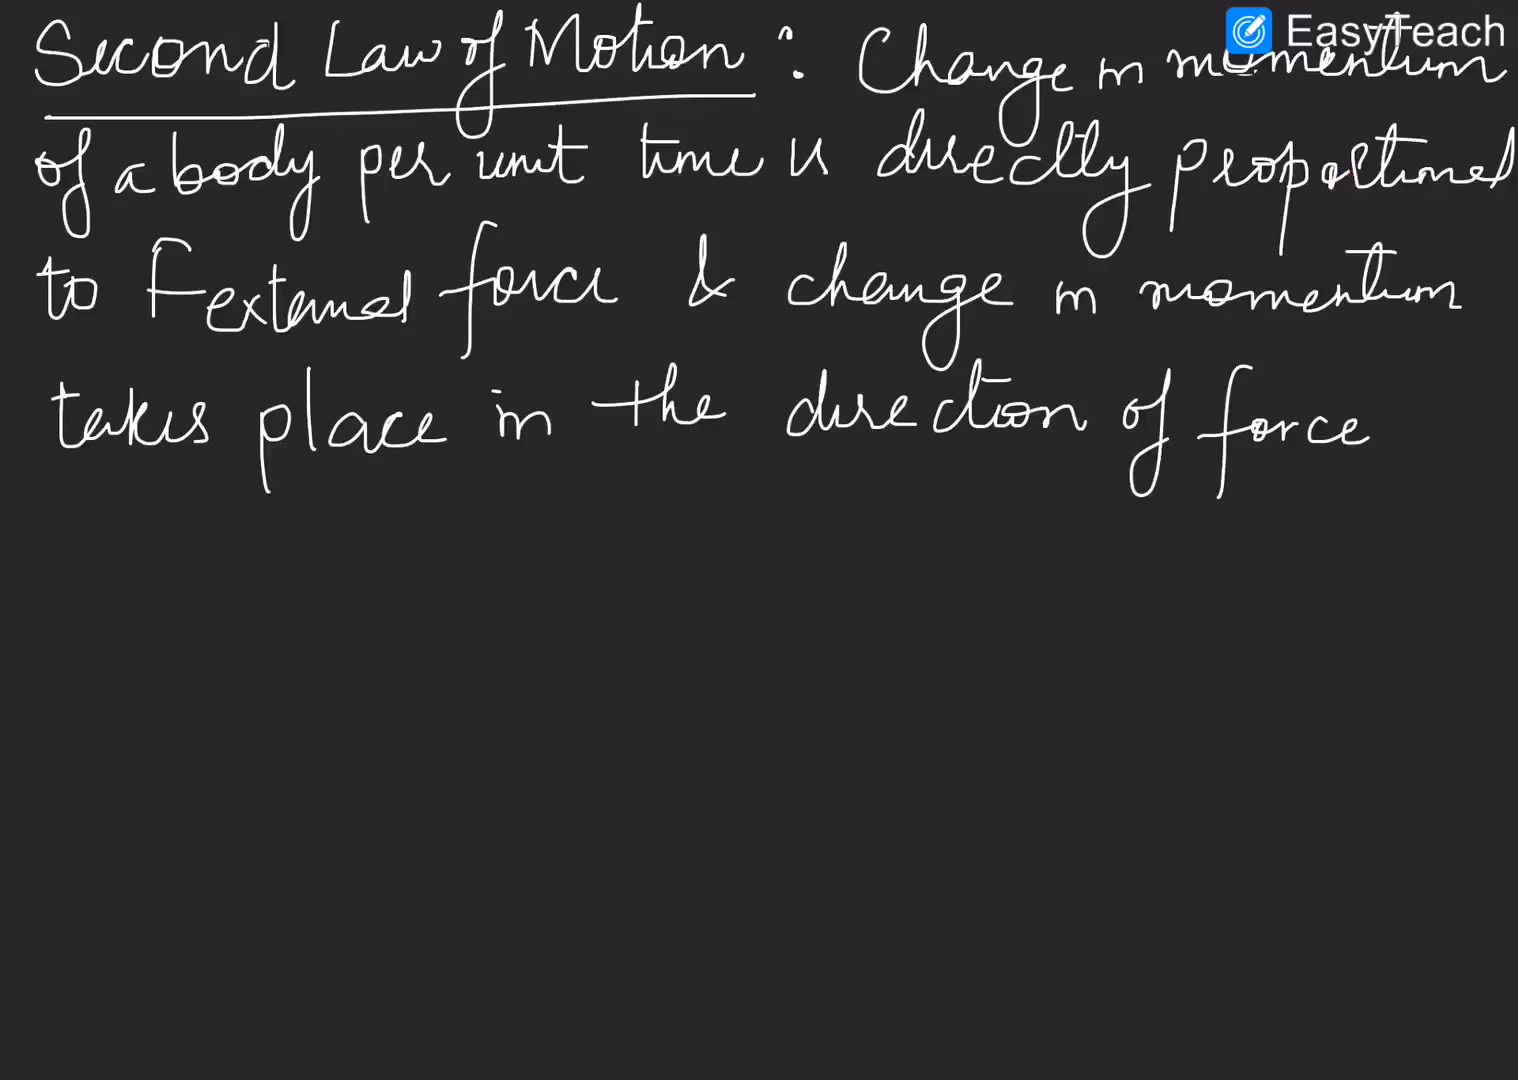 Second Law of Motion : Change in momentum
EasyTeach
of a body per unit time is directly proportional
to F external force & change in momentum
takes place in the direction of force